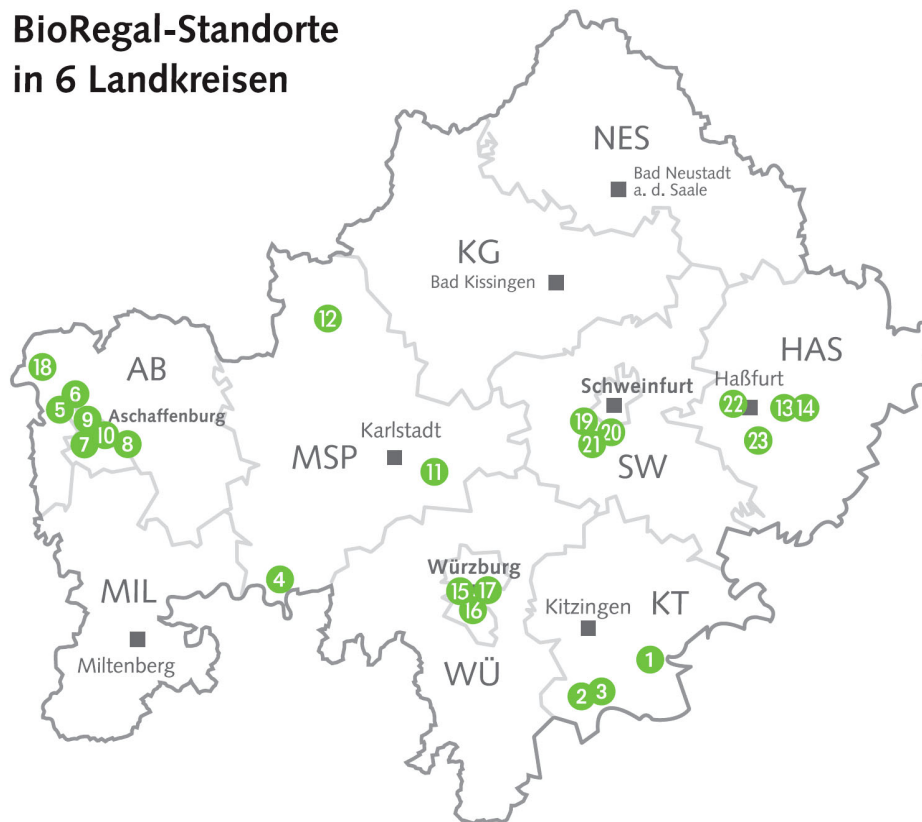 BioRegal-Standorte
in 6 Landkreisen
NES
Bad Neustadt
a. d. Saale
KG
Bad Kissingen
12
HAS
18
AB
Haßfurt
Schweinfurt
6
5
9
Aschaffenburg
10
7
8
22
13
14
19
20
21
23
Karlstadt
MSP
11
SW
4
Würzburg
15
17
16
MIL
KT
Kitzingen
Miltenberg
WÜ
1
2
3